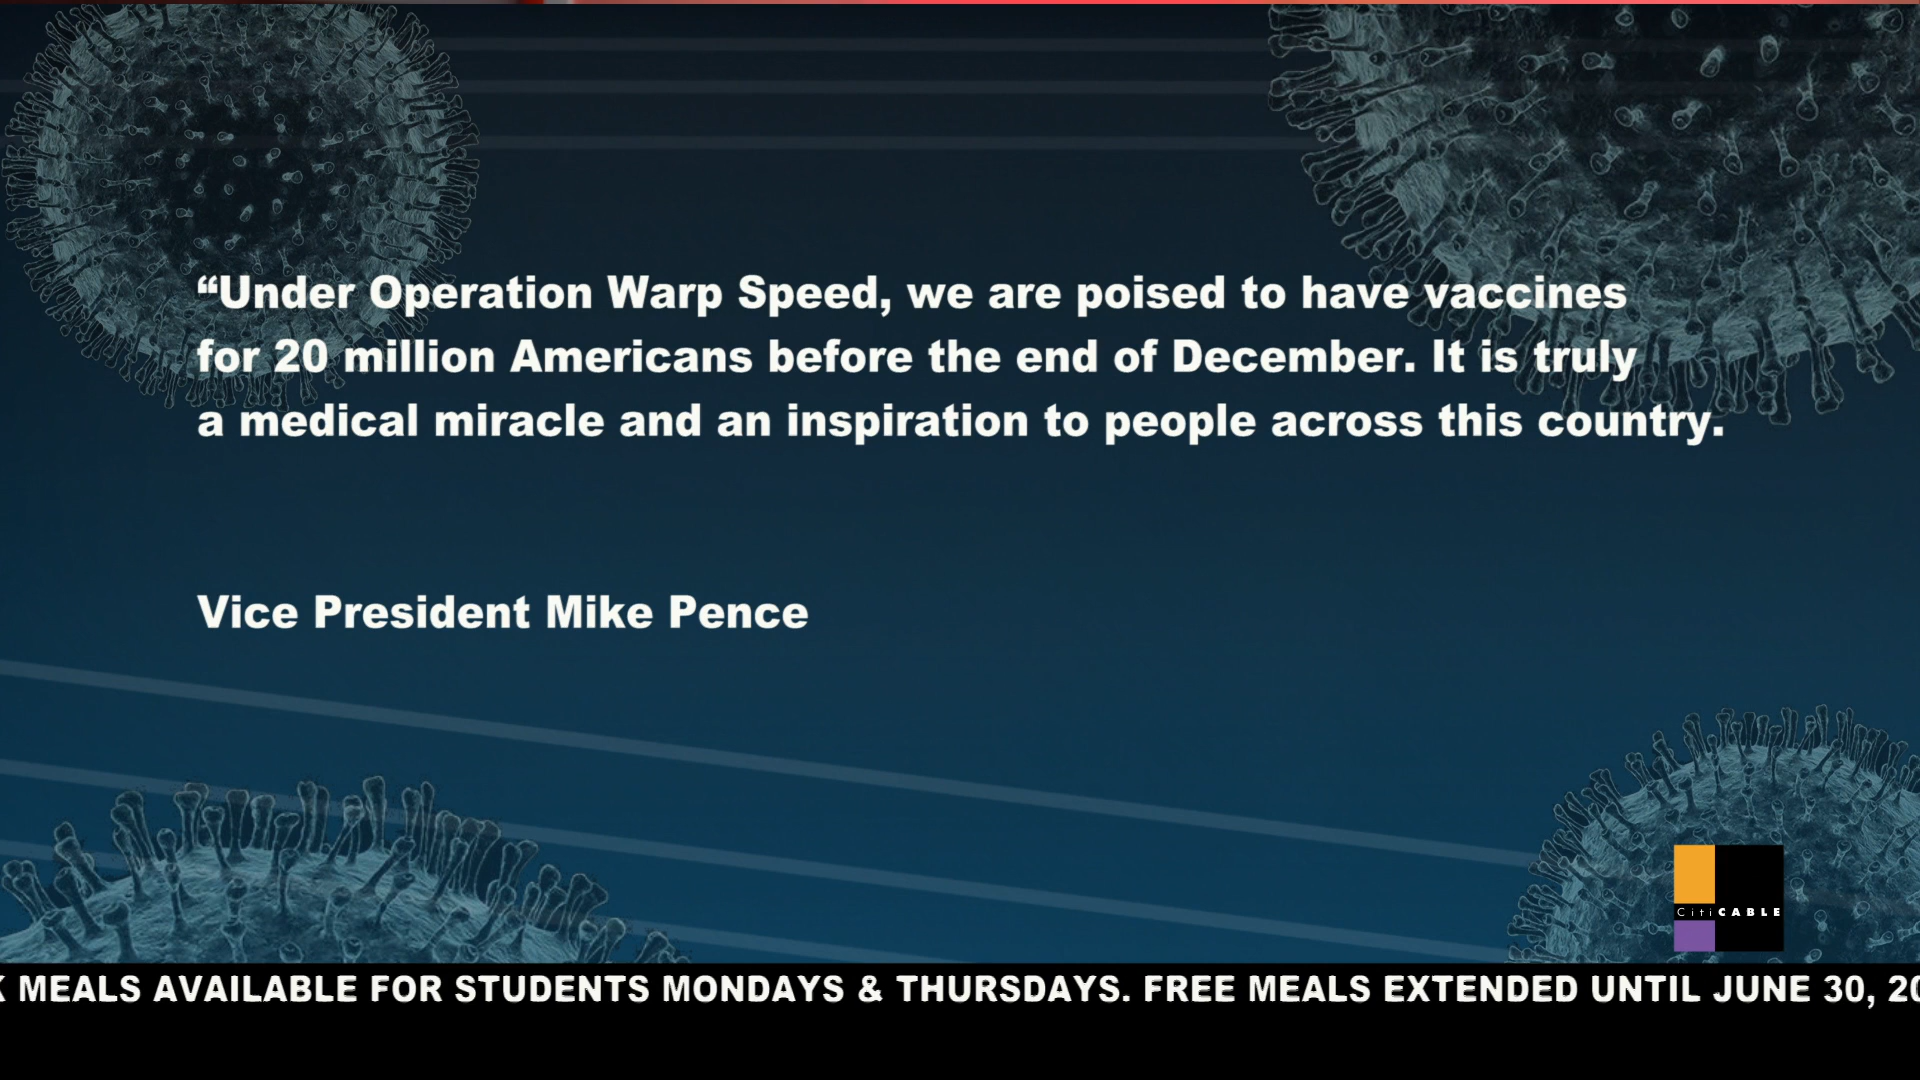 “Under Operation Warp Speed, we are poised to have vaccines
for 20 million Americans before the end of December. It is truly
a medical miracle and an inspiration to people across this country.
Vice President Mike Pence
CitiCABLE
MEALS AVAILABLE FOR STUDENTS MONDAYS & THURSDAYS. FREE MEALS EXTENDED UNTIL JUNE 30,